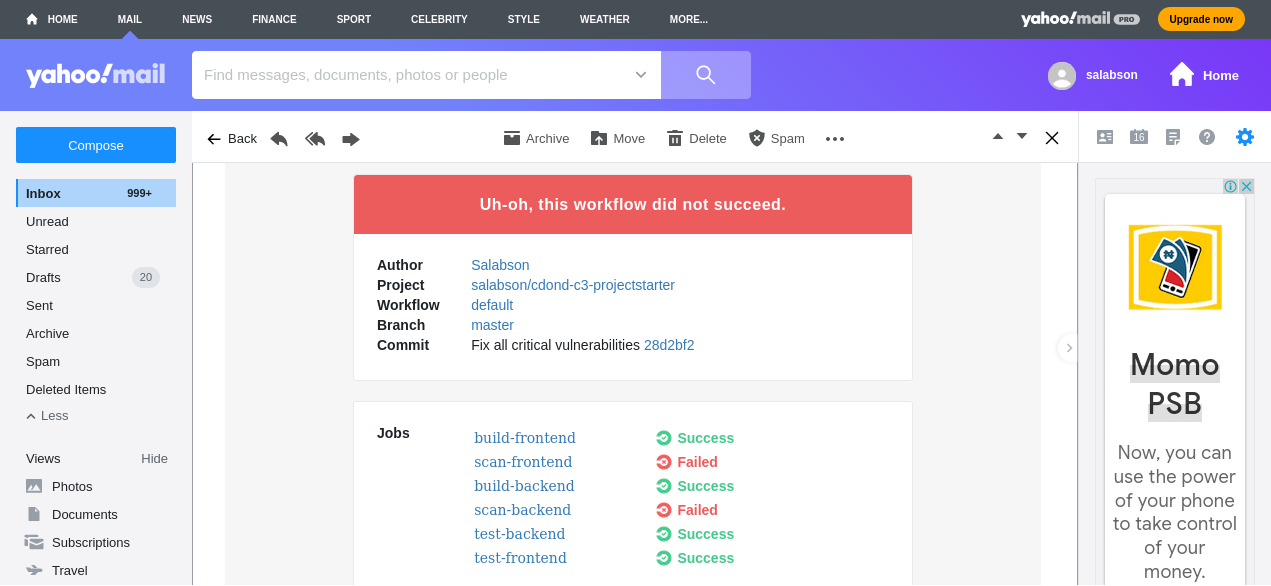 HOME MAIL NEWS FINANCE SPORT CELEBRITY STYLE WEATHER MORE... yahoo!mail PRO Upgrade now
yahoo!mail Find messages, documents, photos or people salabson Home
Compose
Inbox 999+
Unread
Starred
Drafts 20
Sent
Archive
Spam
Deleted Items
Less
Views Hide
Photos
Documents
Subscriptions
Travel
Back Archive Move Delete Spam 16
Uh-oh, this workflow did not succeed.
Author Salabson
Project salabson/cdond-c3-projectstarter
Workflow default
Branch master
Commit Fix all critical vulnerabilities 28d2bf2
Jobs
build-frontend Success
scan-frontend Failed
build-backend Success
scan-backend Failed
test-backend Success
test-frontend Success
Momo
PSB
Now, you can
use the power
of your phone
to take control
of your
money.